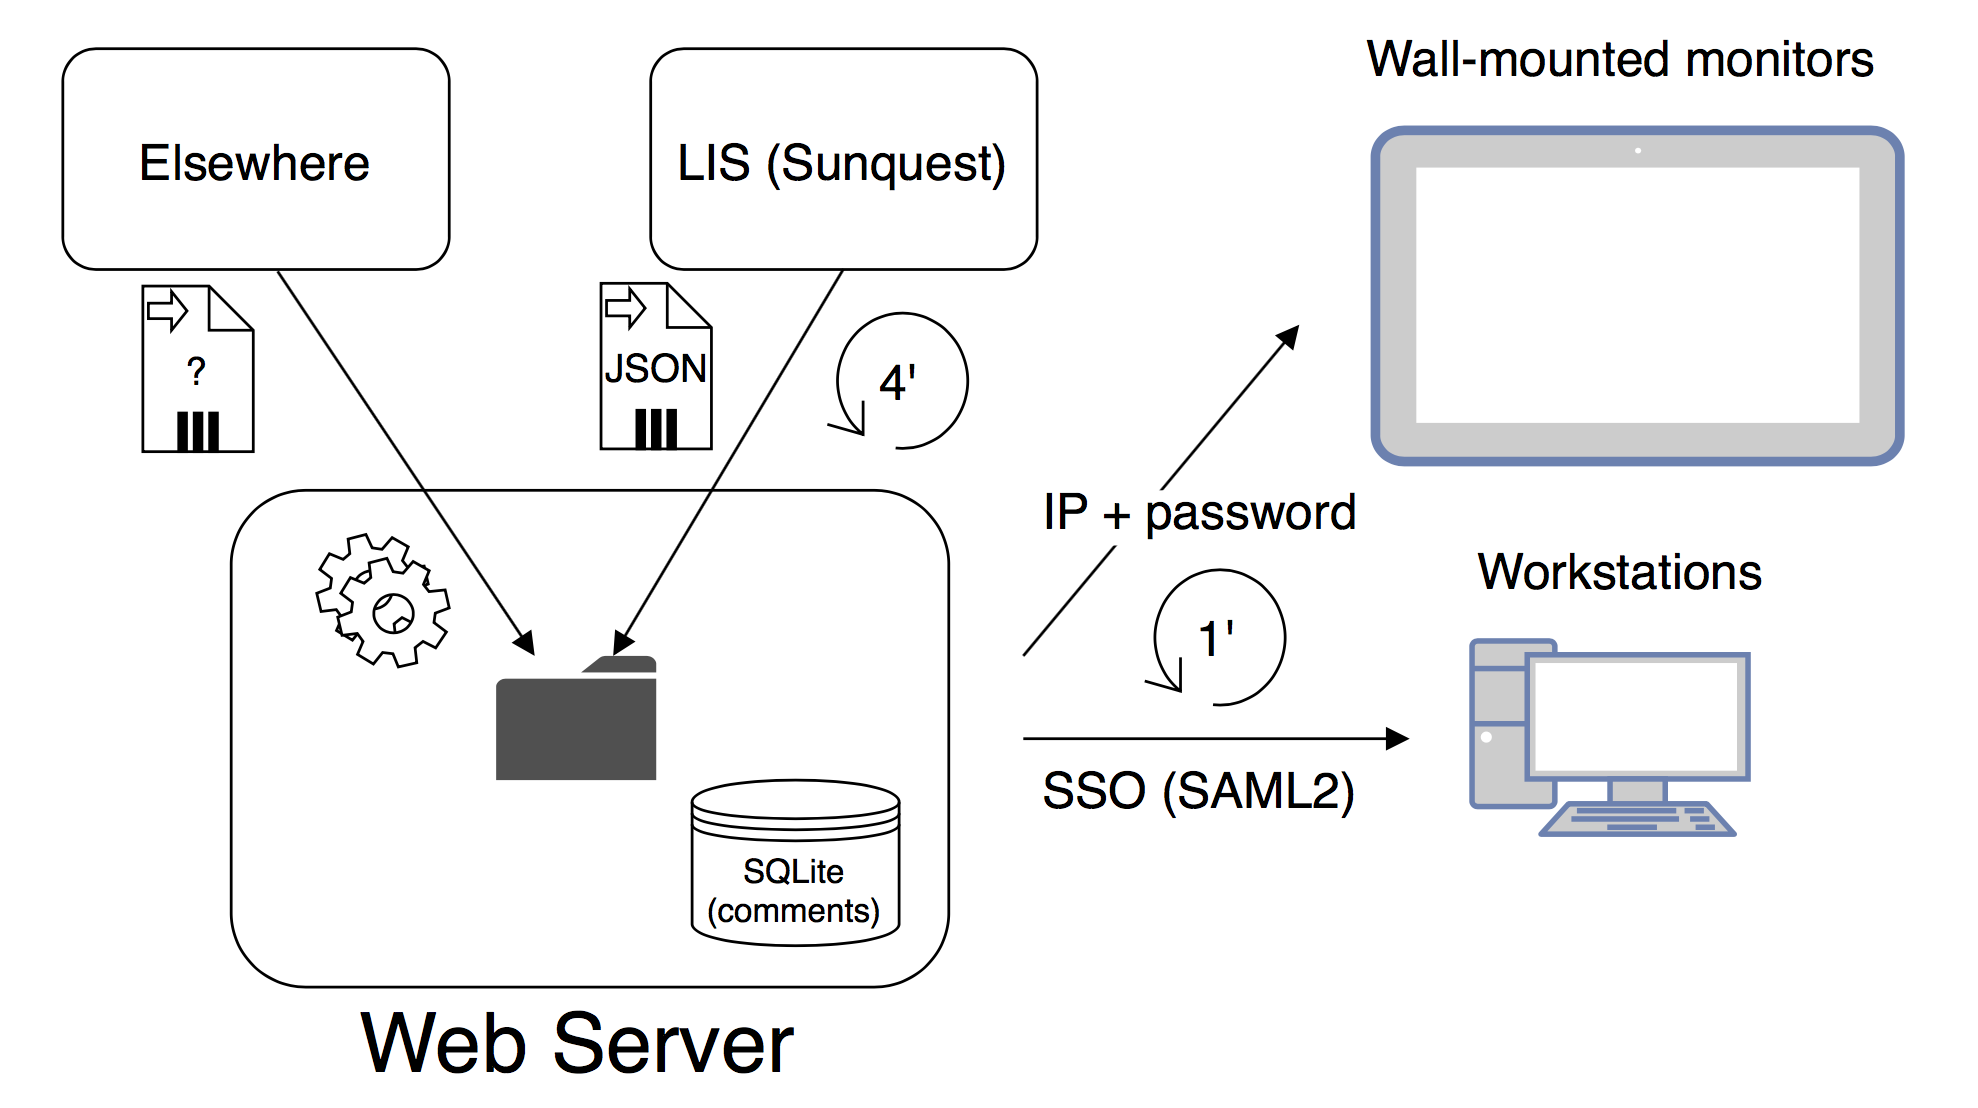 Elsewhere
LIS (Sunquest)
Wall-mounted monitors
?
JSON
4'
IP + password
Workstations
1'
SSO (SAML2)
SQLite
(comments)
Web Server